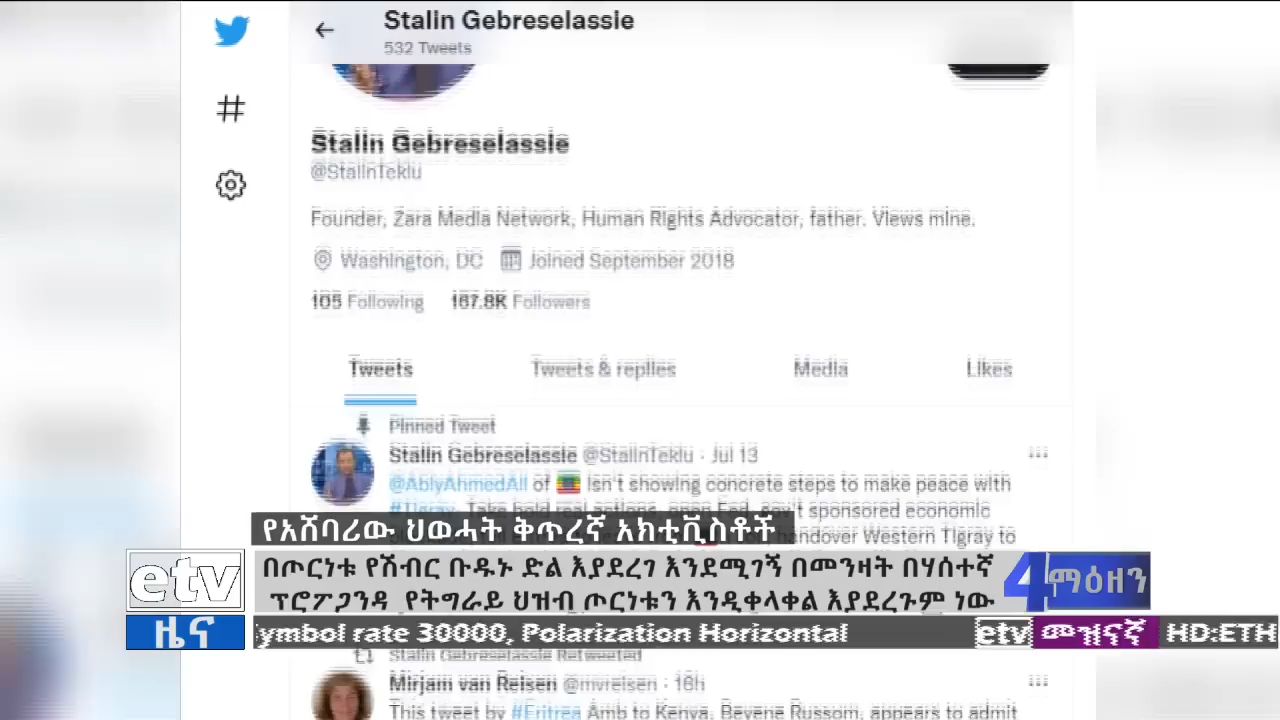 Stalin Gebreselassie
532 Tweets
Stalin Gebreselassie
@StalinTeklu
Founder, Zara Media Network, Human Rights Advocator, father. Views mine.
Washington, DC Joined September 2018
105 Following 167.8K Followers
Tweets Tweets & replies Media Likes
Pinned Tweet
Stalin Gebreselassie @StalinTeklu · Jul 13
@AbiyAhmedAli of isn't showing concrete steps to make peace with
#Tigray. Take bold real actions, open Fed. gov't sponsored economic
handover Western Tigray to
የአሸባሪው ህወሓት ቅጥረኛ አክቲቪስቶች
etv
በጦርነቱ የሽብር ቡዱኑ ድል እያደረገ እንደሚገኝ በመንዛት በሃሰተኛ
ፕሮፖጋንዳ የትግራይ ህዝብ ጦርነቱን እንዲቀላቀል እያደረጉም ነው
4 ማዕዘን
ዜና
ymbol rate 30000, Polarization Horizontal
etv መዝናኛ HD:ETH
Stalin Gebreselassie Retweeted
Mirjam van Reisen @mvreisen · 16h
This tweet by #Eritrea Amb to Kenya, Beyene Russom, appears to admit